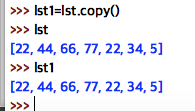 >>> lst1=lst.copy()
>>> lst
[22, 44, 66, 77, 22, 34, 5]
>>> lst1
[22, 44, 66, 77, 22, 34, 5]
>>>